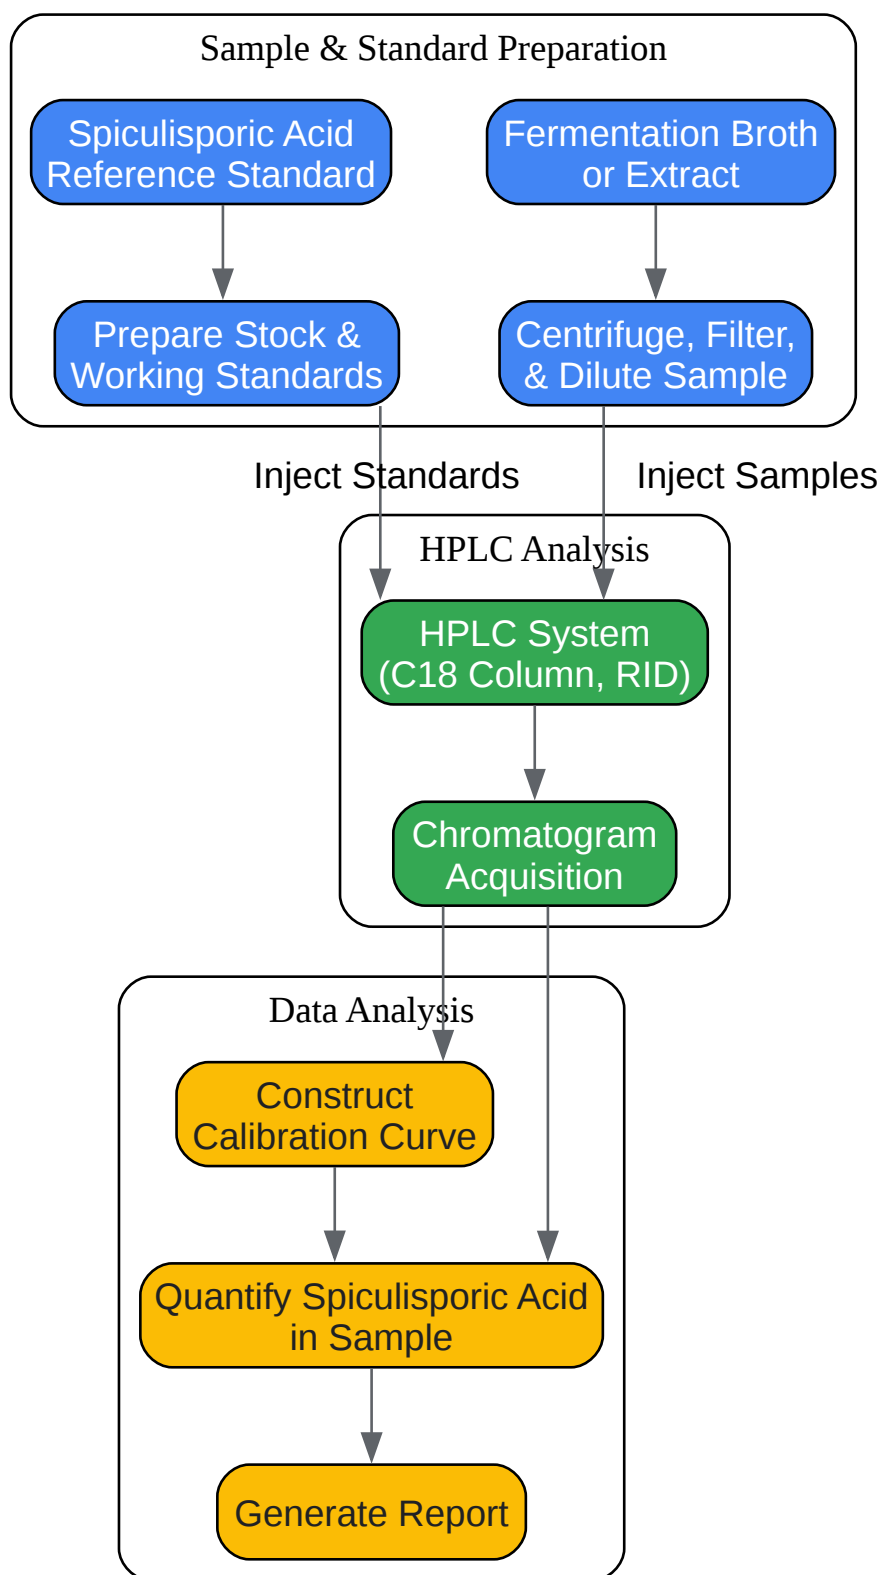 Sample & Standard Preparation
Spiculisporic Acid
Reference Standard
Fermentation Broth
or Extract
Prepare Stock &
Working Standards
Centrifuge, Filter,
& Dilute Sample
Inject Standards
Inject Samples
HPLC Analysis
HPLC System
(C18 Column, RID)
Chromatogram
Acquisition
Data Analysis
Construct
Calibration Curve
Quantify Spiculisporic Acid
in Sample
Generate Report